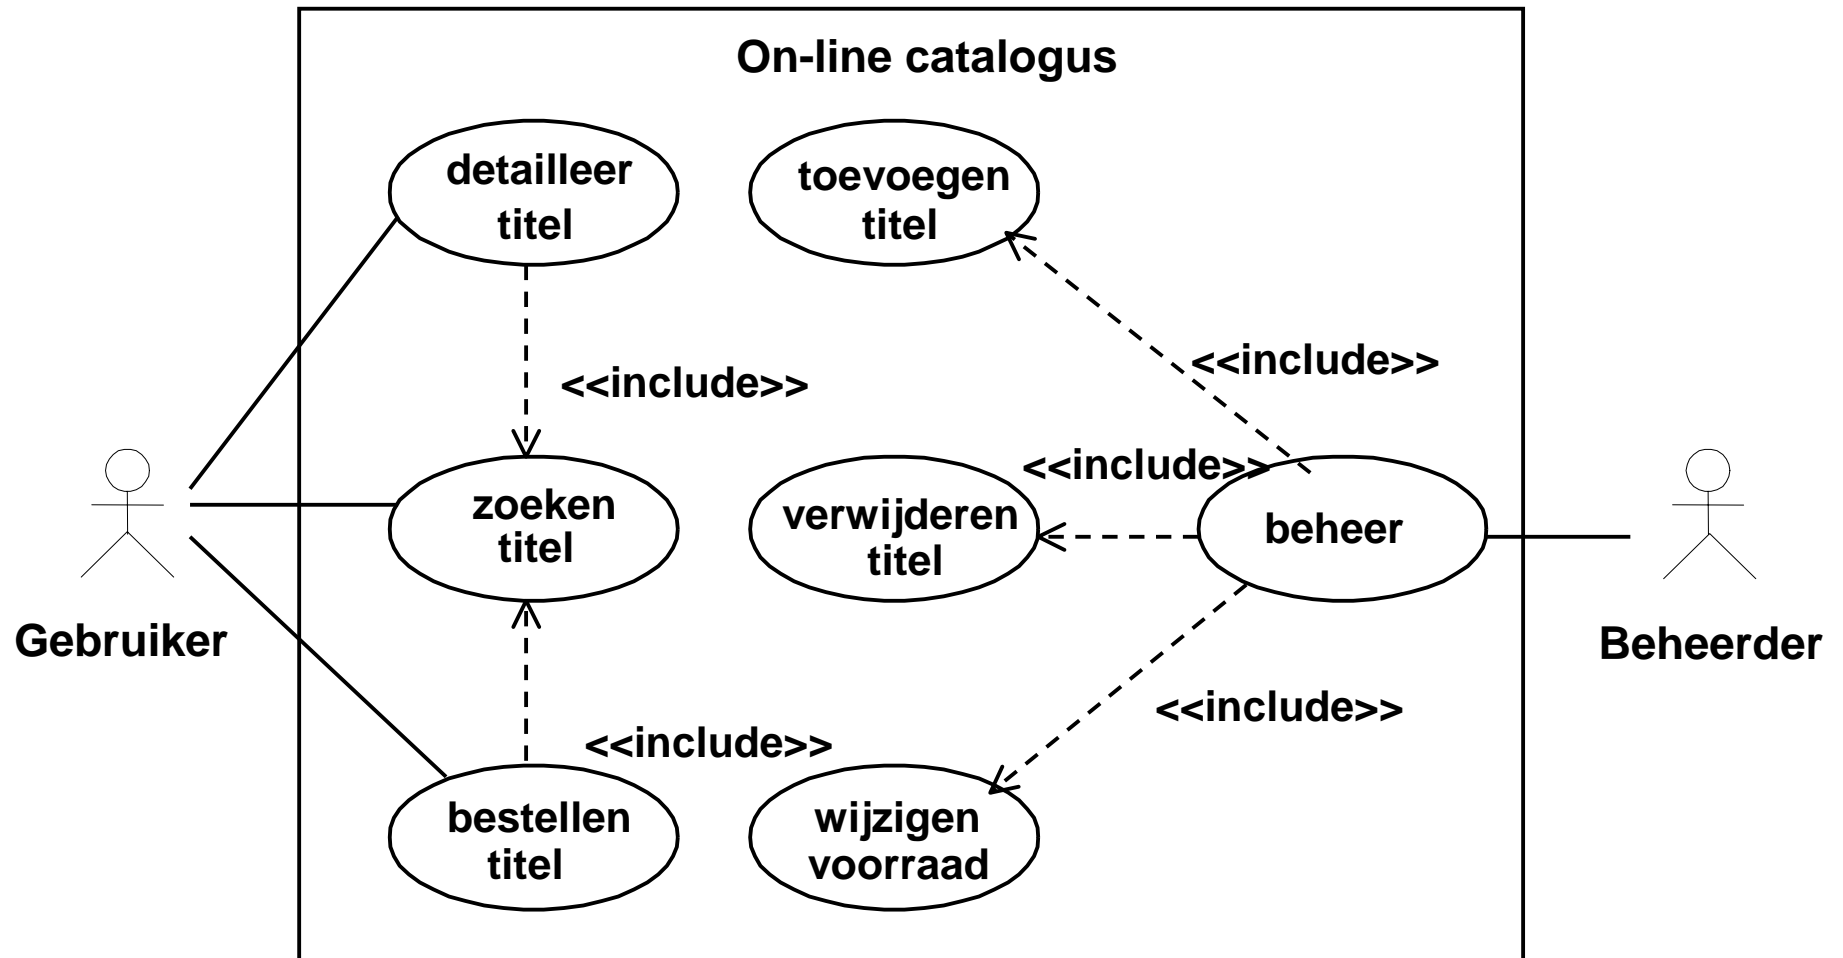 On-line catalogus
detailleer
titel
toevoegen
titel
<<include>>
<<include>>
<<include>>
zoeken
titel
verwijderen
titel
beheer
Gebruiker
Beheerder
<<include>>
<<include>>
bestellen
titel
wijzigen
voorraad